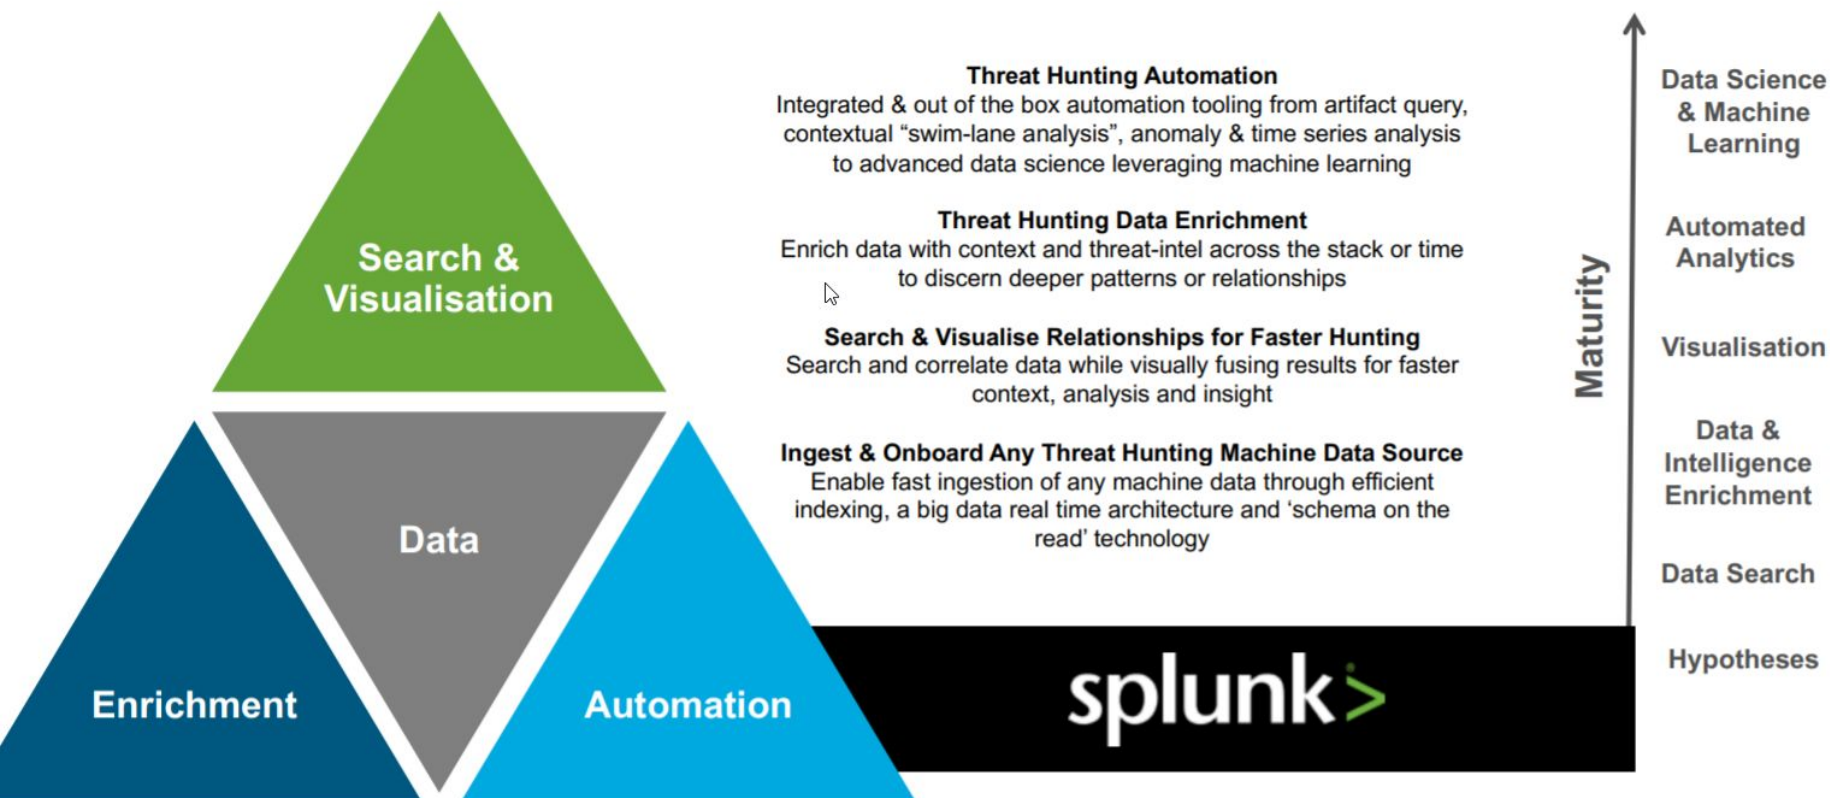 Search &
Visualisation
Data
Enrichment
Automation
Threat Hunting Automation
Integrated & out of the box automation tooling from artifact query,
contextual “swim-lane analysis”, anomaly & time series analysis
to advanced data science leveraging machine learning
Threat Hunting Data Enrichment
Enrich data with context and threat-intel across the stack or time
to discern deeper patterns or relationships
Search & Visualise Relationships for Faster Hunting
Search and correlate data while visually fusing results for faster
context, analysis and insight
Ingest & Onboard Any Threat Hunting Machine Data Source
Enable fast ingestion of any machine data through efficient
indexing, a big data real time architecture and ‘schema on the
read’ technology
splunk>
Maturity
Data Science
& Machine
Learning
Automated
Analytics
Visualisation
Data &
Intelligence
Enrichment
Data Search
Hypotheses